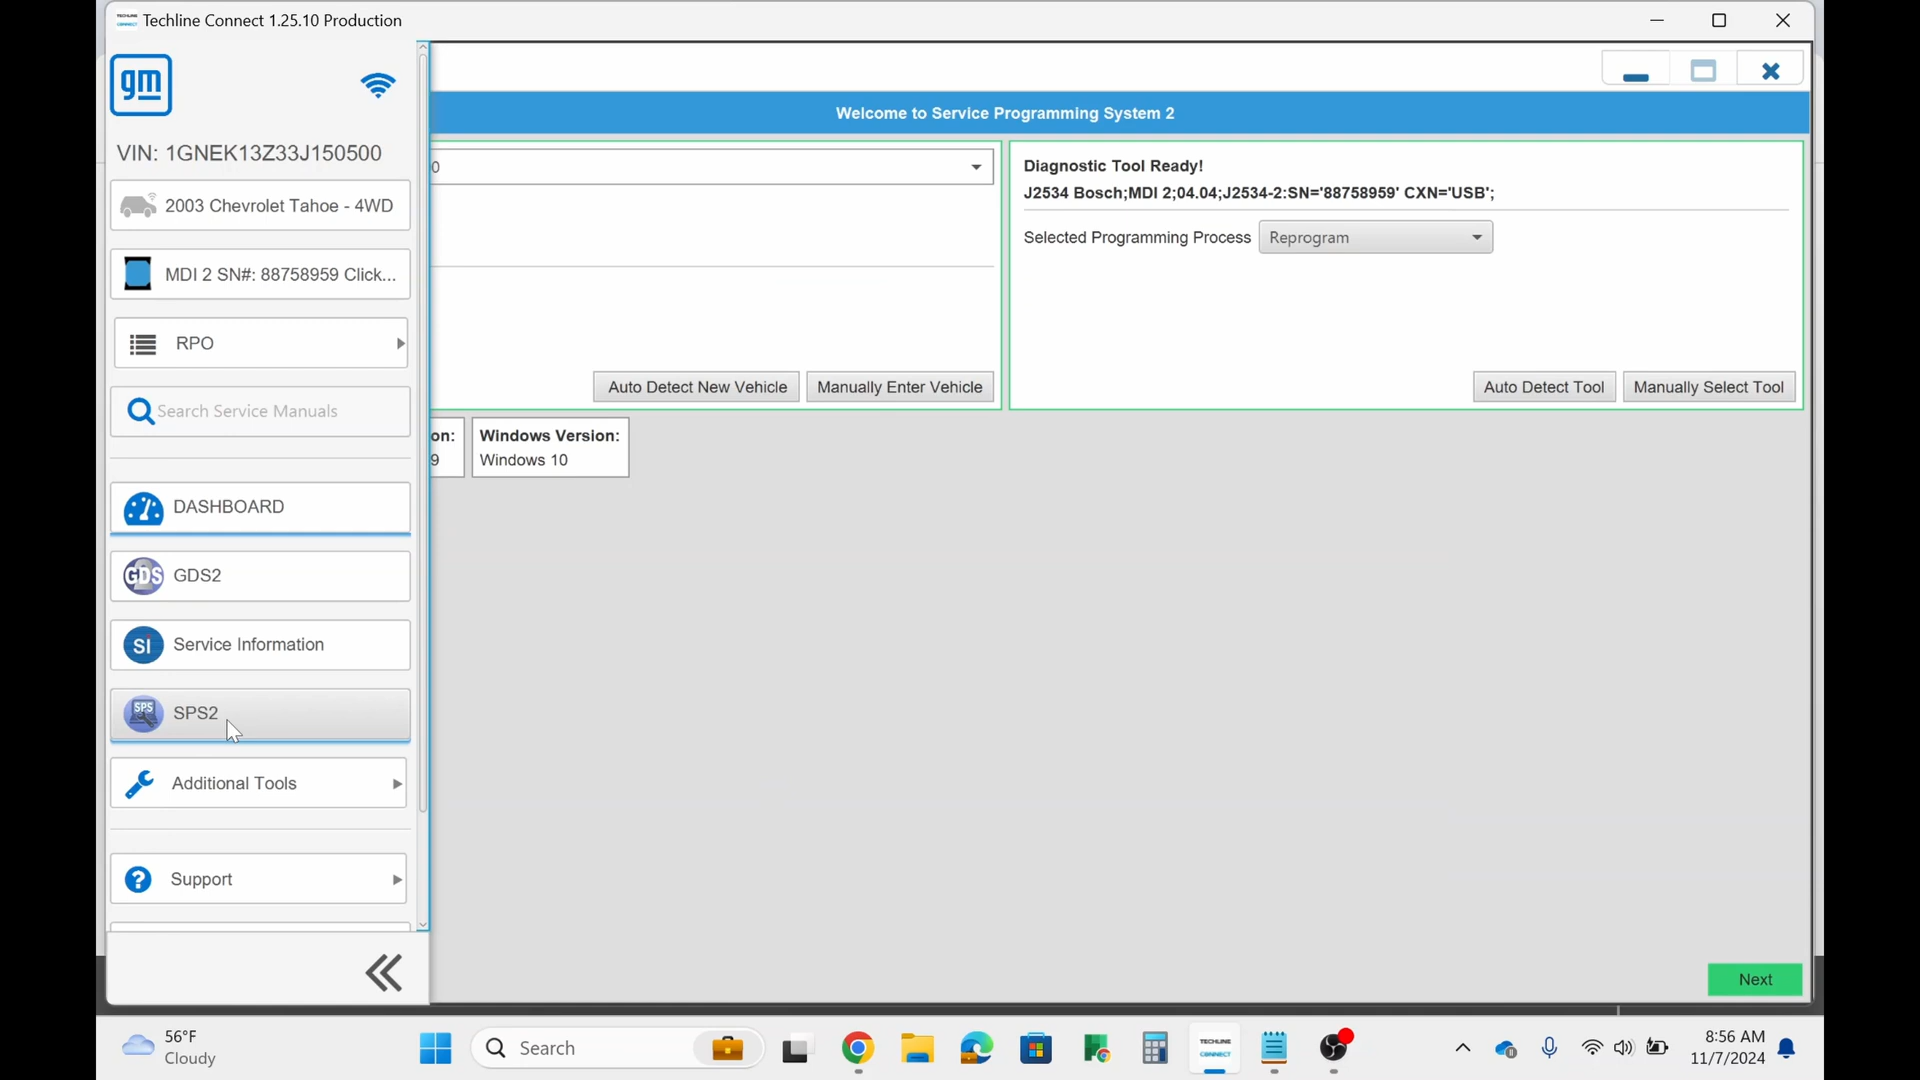 Techline Connect 1.25.10 Production
gm
VIN: 1GNEK13Z33J150500
2003 Chevrolet Tahoe - 4WD
MDI 2 SN#: 88758959 Click...
RPO
Search Service Manuals
DASHBOARD
GDS
GDS2
SI
Service Information
SPS
SPS2
Additional Tools
?
Support
Welcome to Service Programming System 2
0
Auto Detect New Vehicle
Manually Enter Vehicle
Diagnostic Tool Ready!
J2534 Bosch;MDI 2;04.04;J2534-2:SN='88758959' CXN='USB';
Selected Programming Process
Reprogram
Auto Detect Tool
Manually Select Tool
on:
9
Windows Version:
Windows 10
Next
56°F
Cloudy
Search
TECHLINE
CONNECT
8:56 AM
11/7/2024